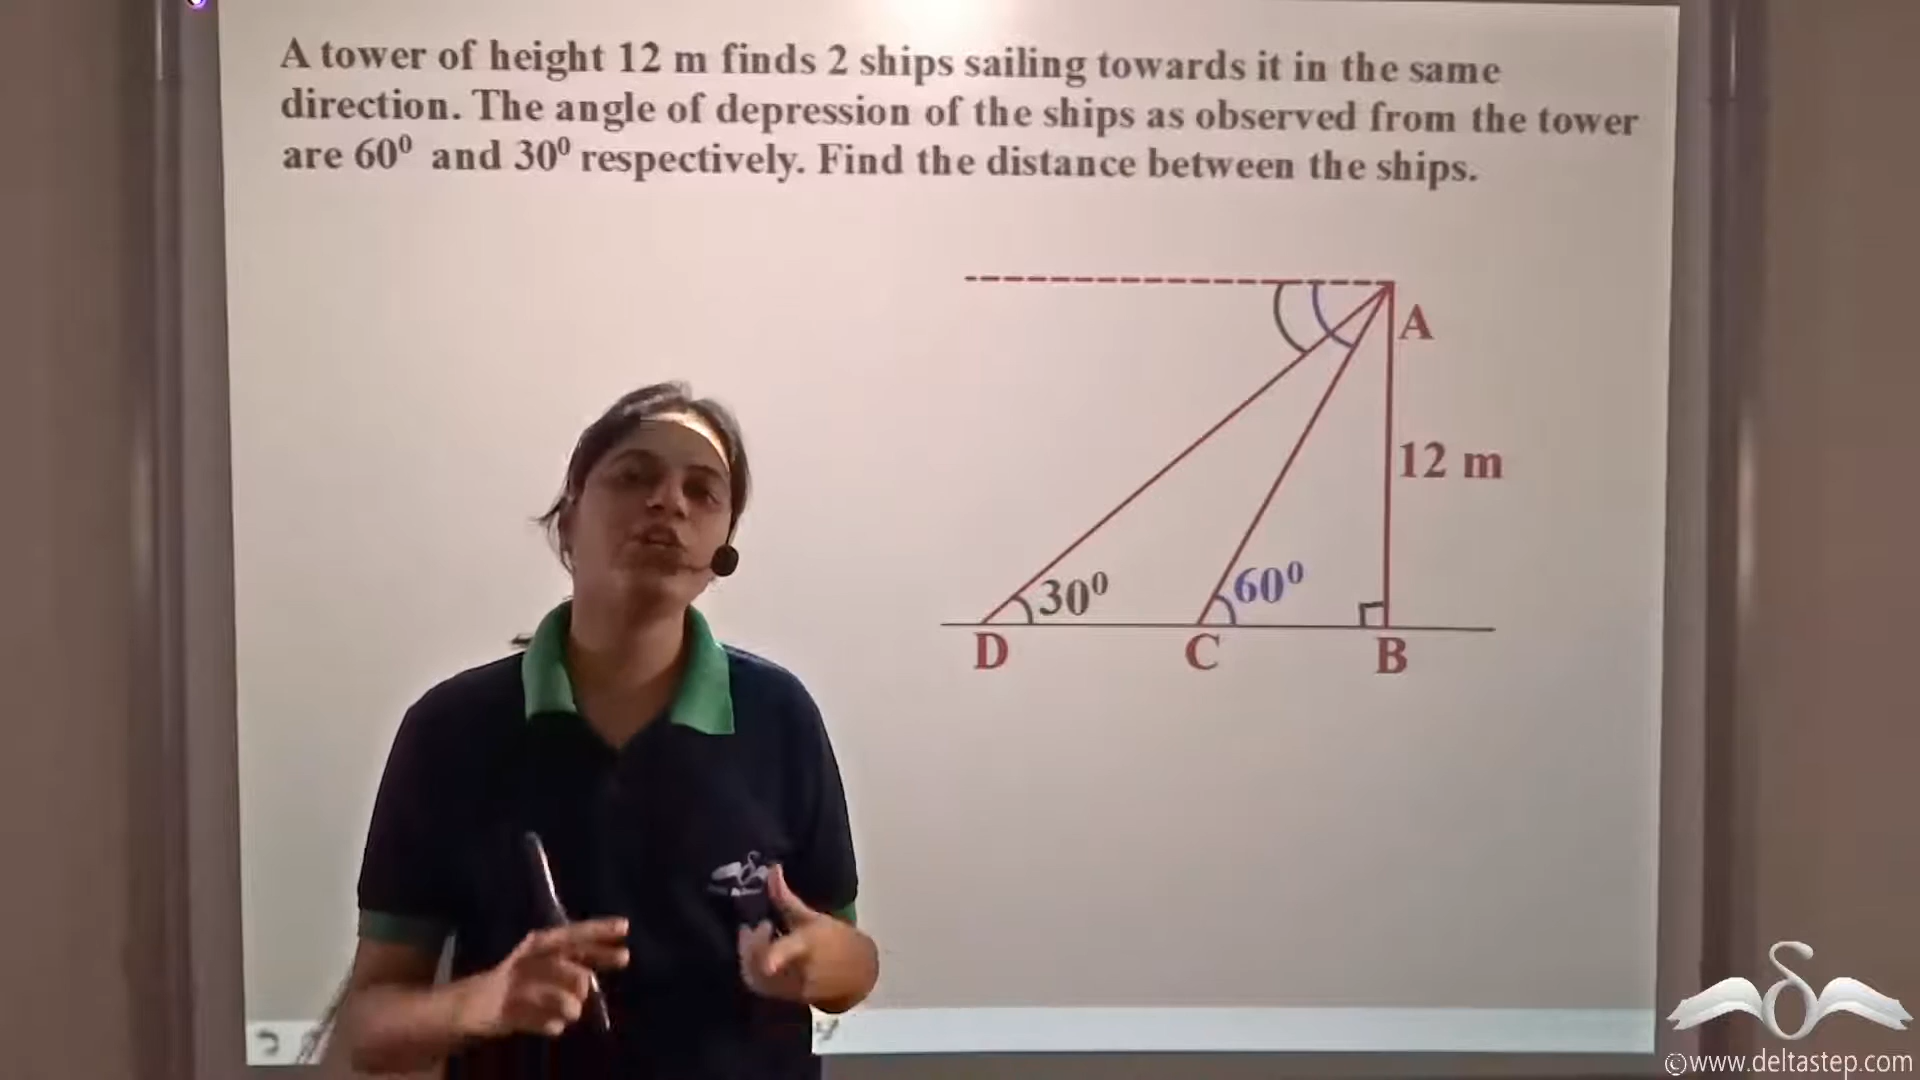 A tower of height 12 m finds 2 ships sailing towards it in the same
direction. The angle of depression of the ships as observed from the tower
are 60⁰ and 30⁰ respectively. Find the distance between the ships.
A
12 m
30⁰
60⁰
D
C
B
©www.deltastep.com